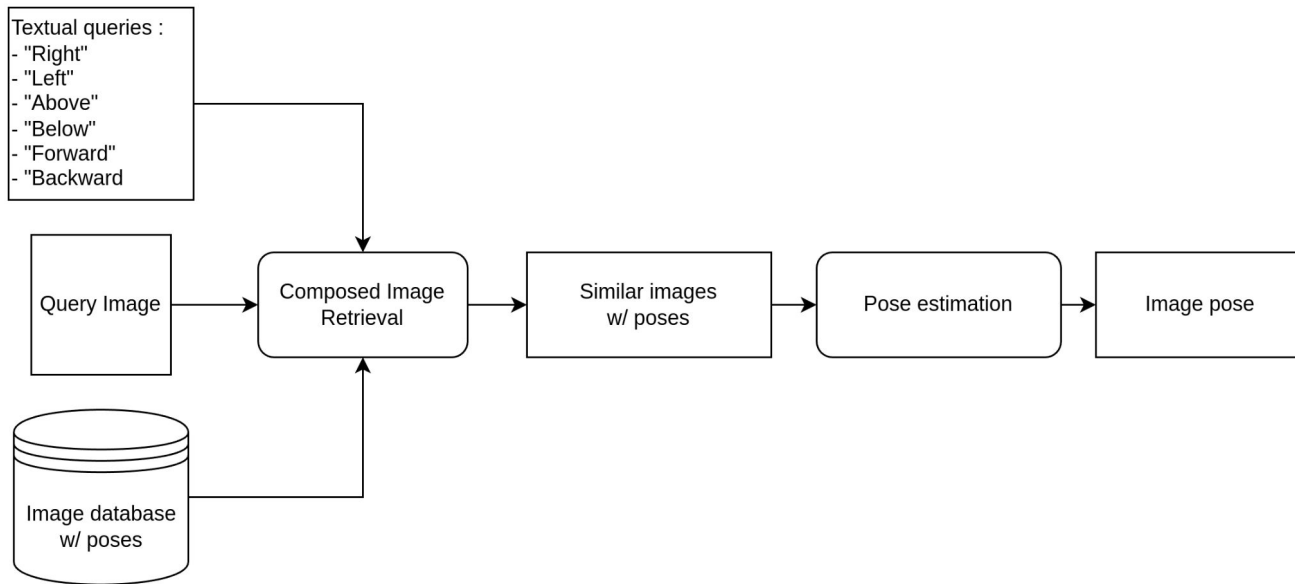 Textual queries :
- "Right"
- "Left"
- "Above"
- "Below"
- "Forward"
- "Backward
Query Image
Composed Image
Retrieval
Similar images
w/ poses
Pose estimation
Image pose
Image database
w/ poses